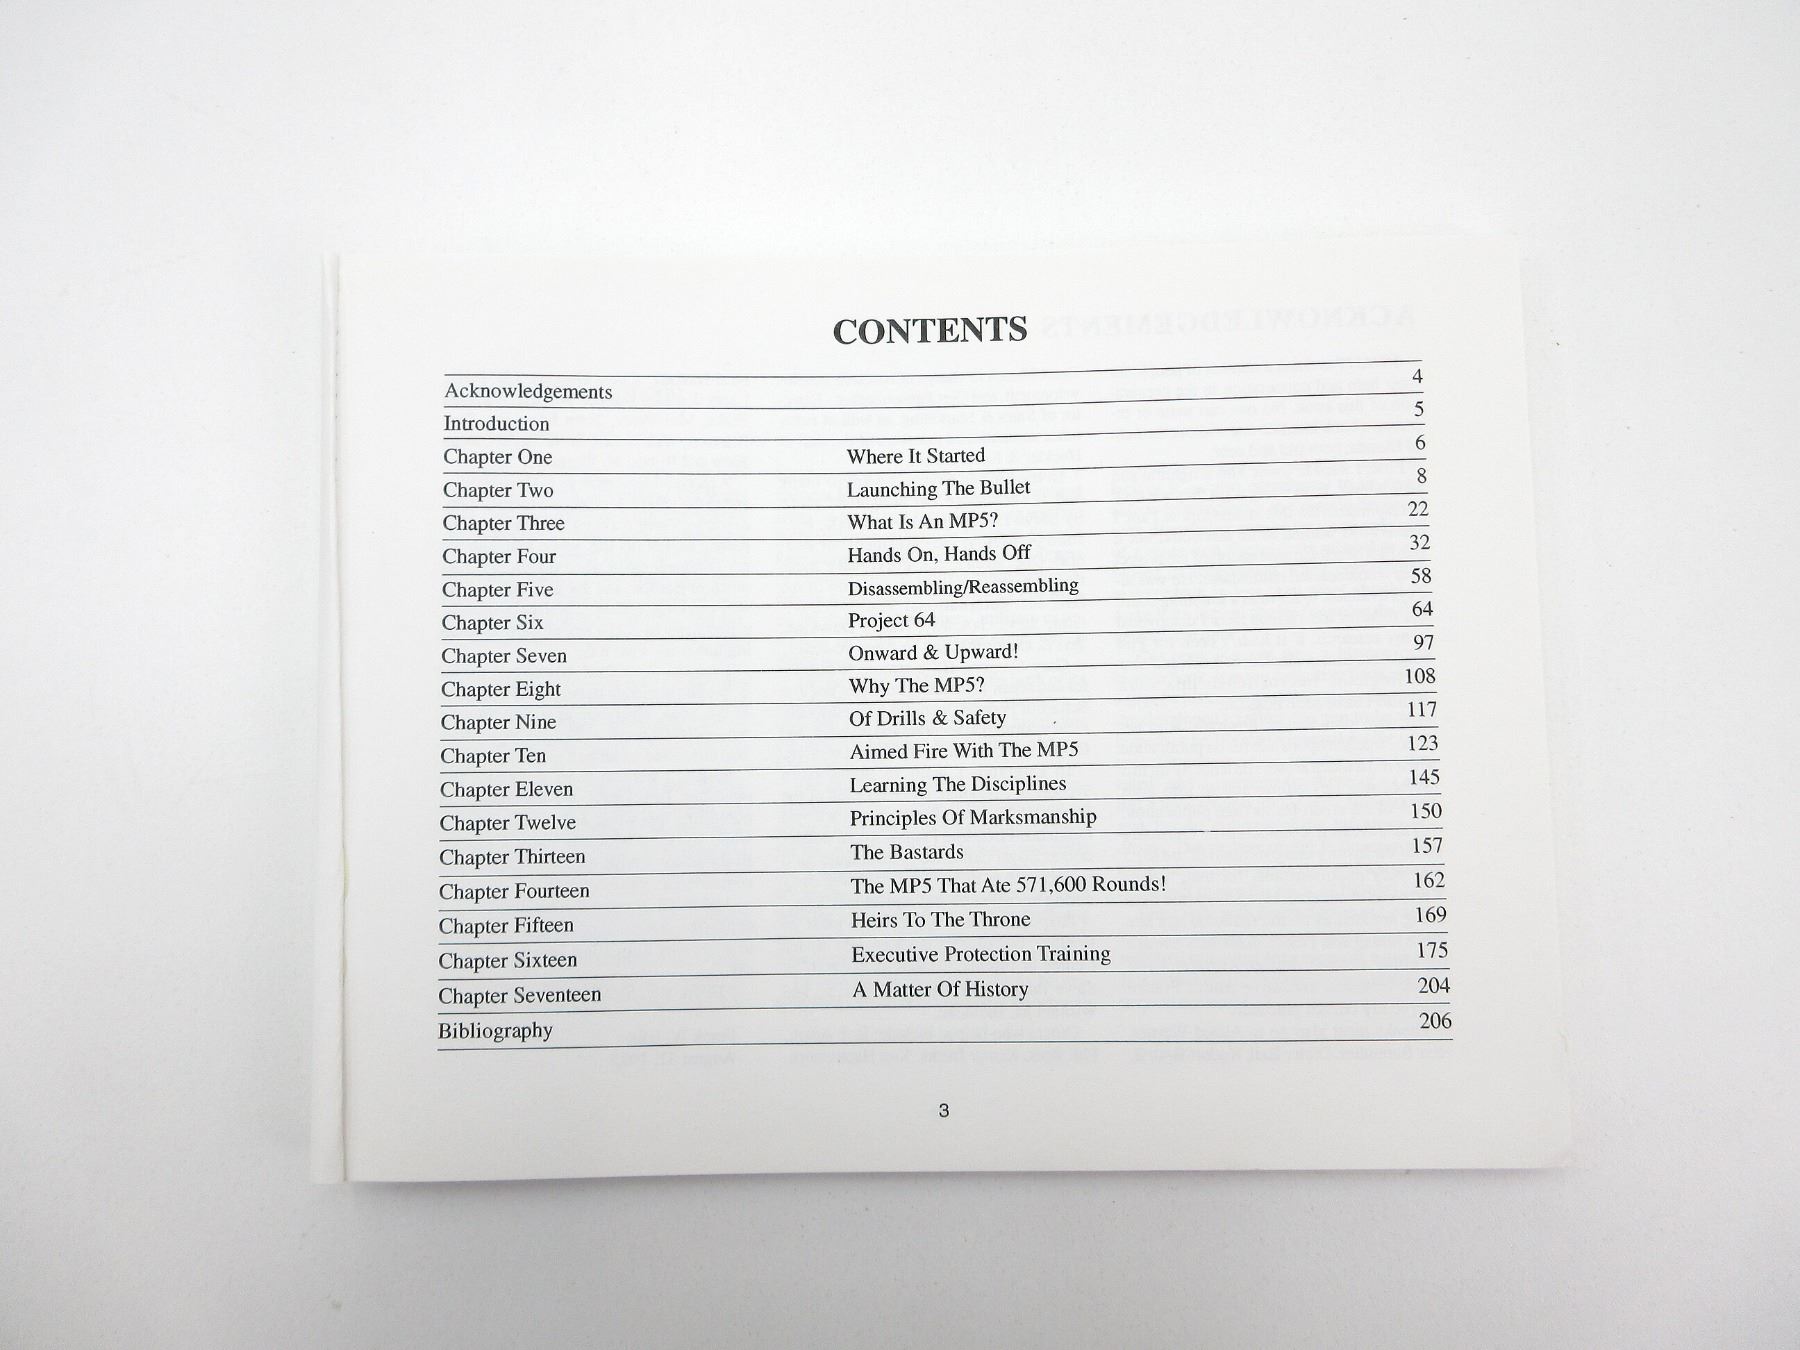 CONTENTS
Acknowledgements 4
Introduction 5
Chapter One Where It Started 6
Chapter Two Launching The Bullet 8
Chapter Three What Is An MP5? 22
Chapter Four Hands On, Hands Off 32
Chapter Five Disassembling/Reassembling 58
Chapter Six Project 64 64
Chapter Seven Onward & Upward! 97
Chapter Eight Why The MP5? 108
Chapter Nine Of Drills & Safety 117
Chapter Ten Aimed Fire With The MP5 123
Chapter Eleven Learning The Disciplines 145
Chapter Twelve Principles Of Marksmanship 150
Chapter Thirteen The Bastards 157
Chapter Fourteen The MP5 That Ate 571,600 Rounds! 162
Chapter Fifteen Heirs To The Throne 169
Chapter Sixteen Executive Protection Training 175
Chapter Seventeen A Matter Of History 204
Bibliography 206
3